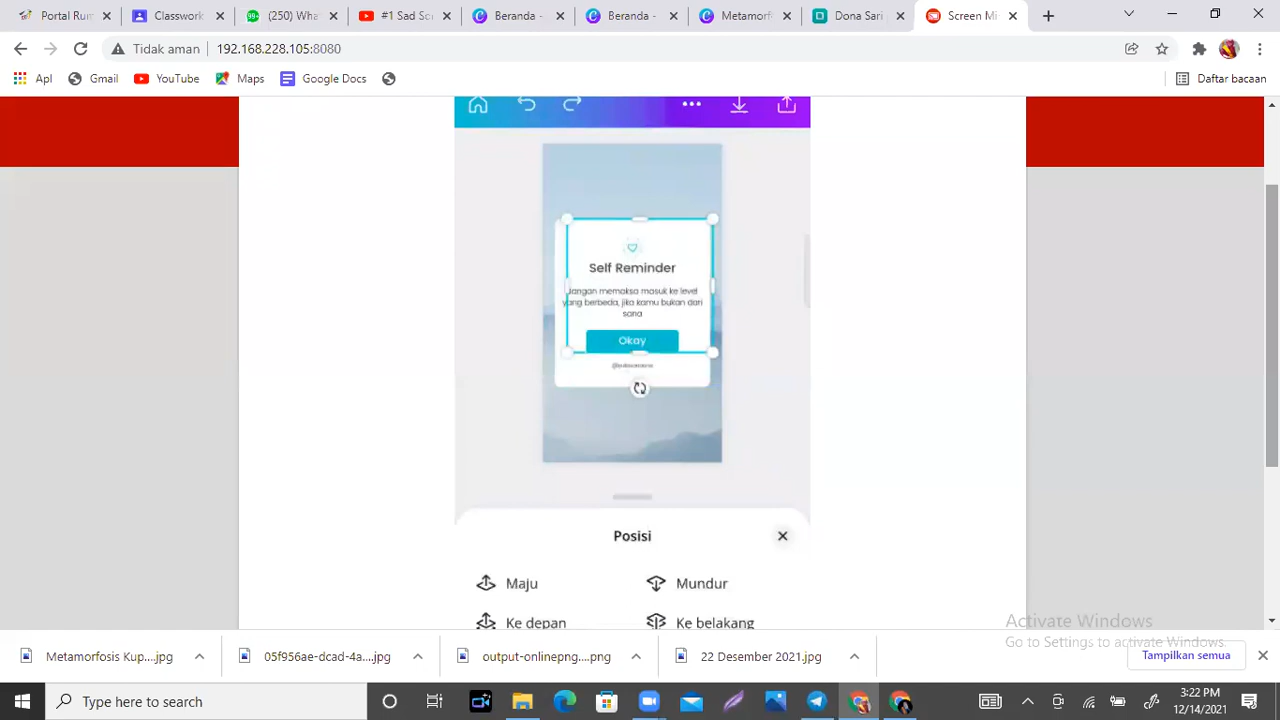 Portal Rum
Classwork
(250) Wha
#1 Sad Sc
Beranda -
Beranda -
Metamorf
Dona Sari
Screen Mi
Tidak aman
192.168.228.105:8080
Apl
Gmail
YouTube
Maps
Google Docs
Daftar bacaan
Self Reminder
Jangan memaksa masuk ke level
yang berbeda, jika kamu bukan dari
sana
Okay
Posisi
Maju
Mundur
Ke depan
Ke belakang
Activate Windows
Go to Settings to activate Windows.
Metamorfosis Kup....jpg
05f956ae-dcad-4a....jpg
output-onlinepng....png
22 Desember 2021.jpg
Tampilkan semua
Type here to search
3:22 PM
12/14/2021